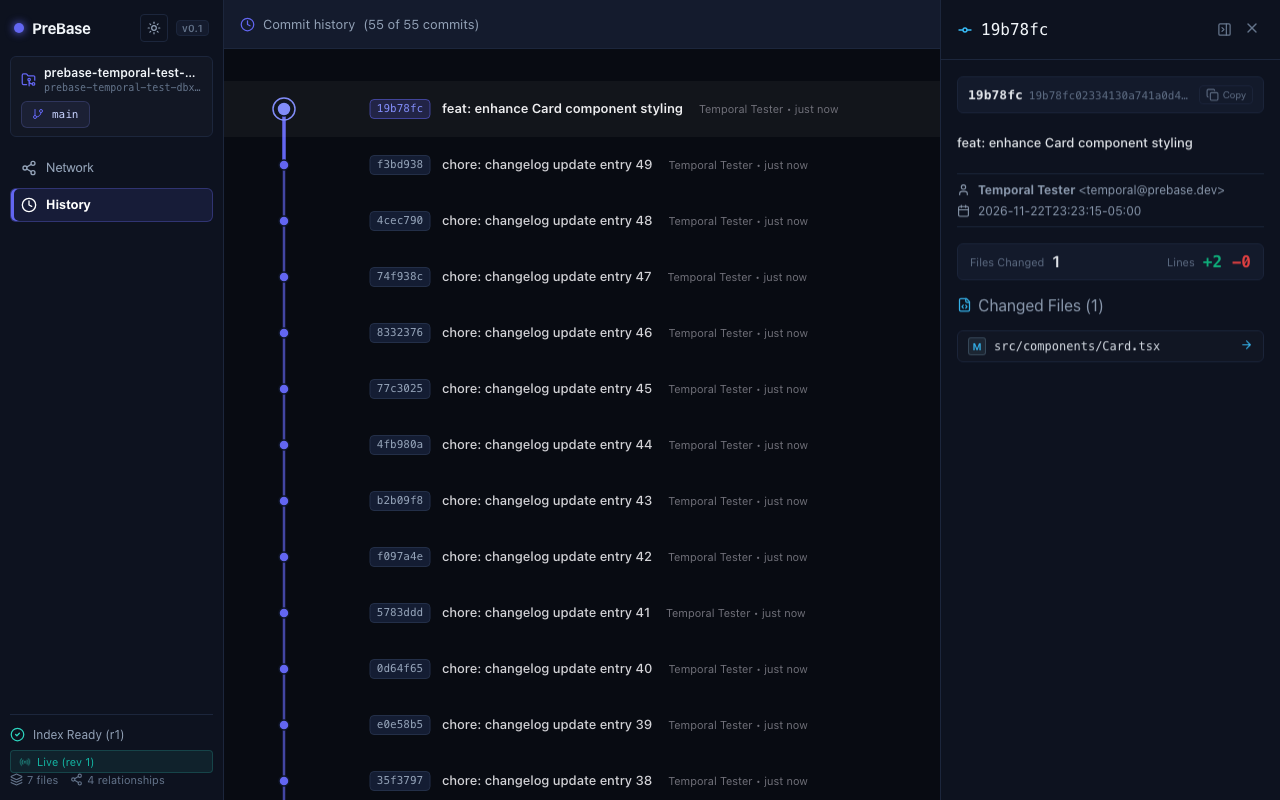 PreBase
v0.1
prebase-temporal-test-...
prebase-temporal-test-dbx...
main
Network
History
Index Ready (r1)
Live (rev 1)
7 files 4 relationships
Commit history (55 of 55 commits)
19b78fc feat: enhance Card component styling Temporal Tester • just now
f3bd938 chore: changelog update entry 49 Temporal Tester • just now
4cec790 chore: changelog update entry 48 Temporal Tester • just now
74f938c chore: changelog update entry 47 Temporal Tester • just now
8332376 chore: changelog update entry 46 Temporal Tester • just now
77c3025 chore: changelog update entry 45 Temporal Tester • just now
4fb980a chore: changelog update entry 44 Temporal Tester • just now
b2b09f8 chore: changelog update entry 43 Temporal Tester • just now
f097a4e chore: changelog update entry 42 Temporal Tester • just now
5783ddd chore: changelog update entry 41 Temporal Tester • just now
0d64f65 chore: changelog update entry 40 Temporal Tester • just now
e0e58b5 chore: changelog update entry 39 Temporal Tester • just now
35f3797 chore: changelog update entry 38 Temporal Tester • just now
19b78fc
19b78fc 19b78fc02334130a741a0d4... Copy
feat: enhance Card component styling
Temporal Tester <temporal@prebase.dev>
2026-11-22T23:23:15-05:00
Files Changed 1 Lines +2 −0
Changed Files (1)
M src/components/Card.tsx